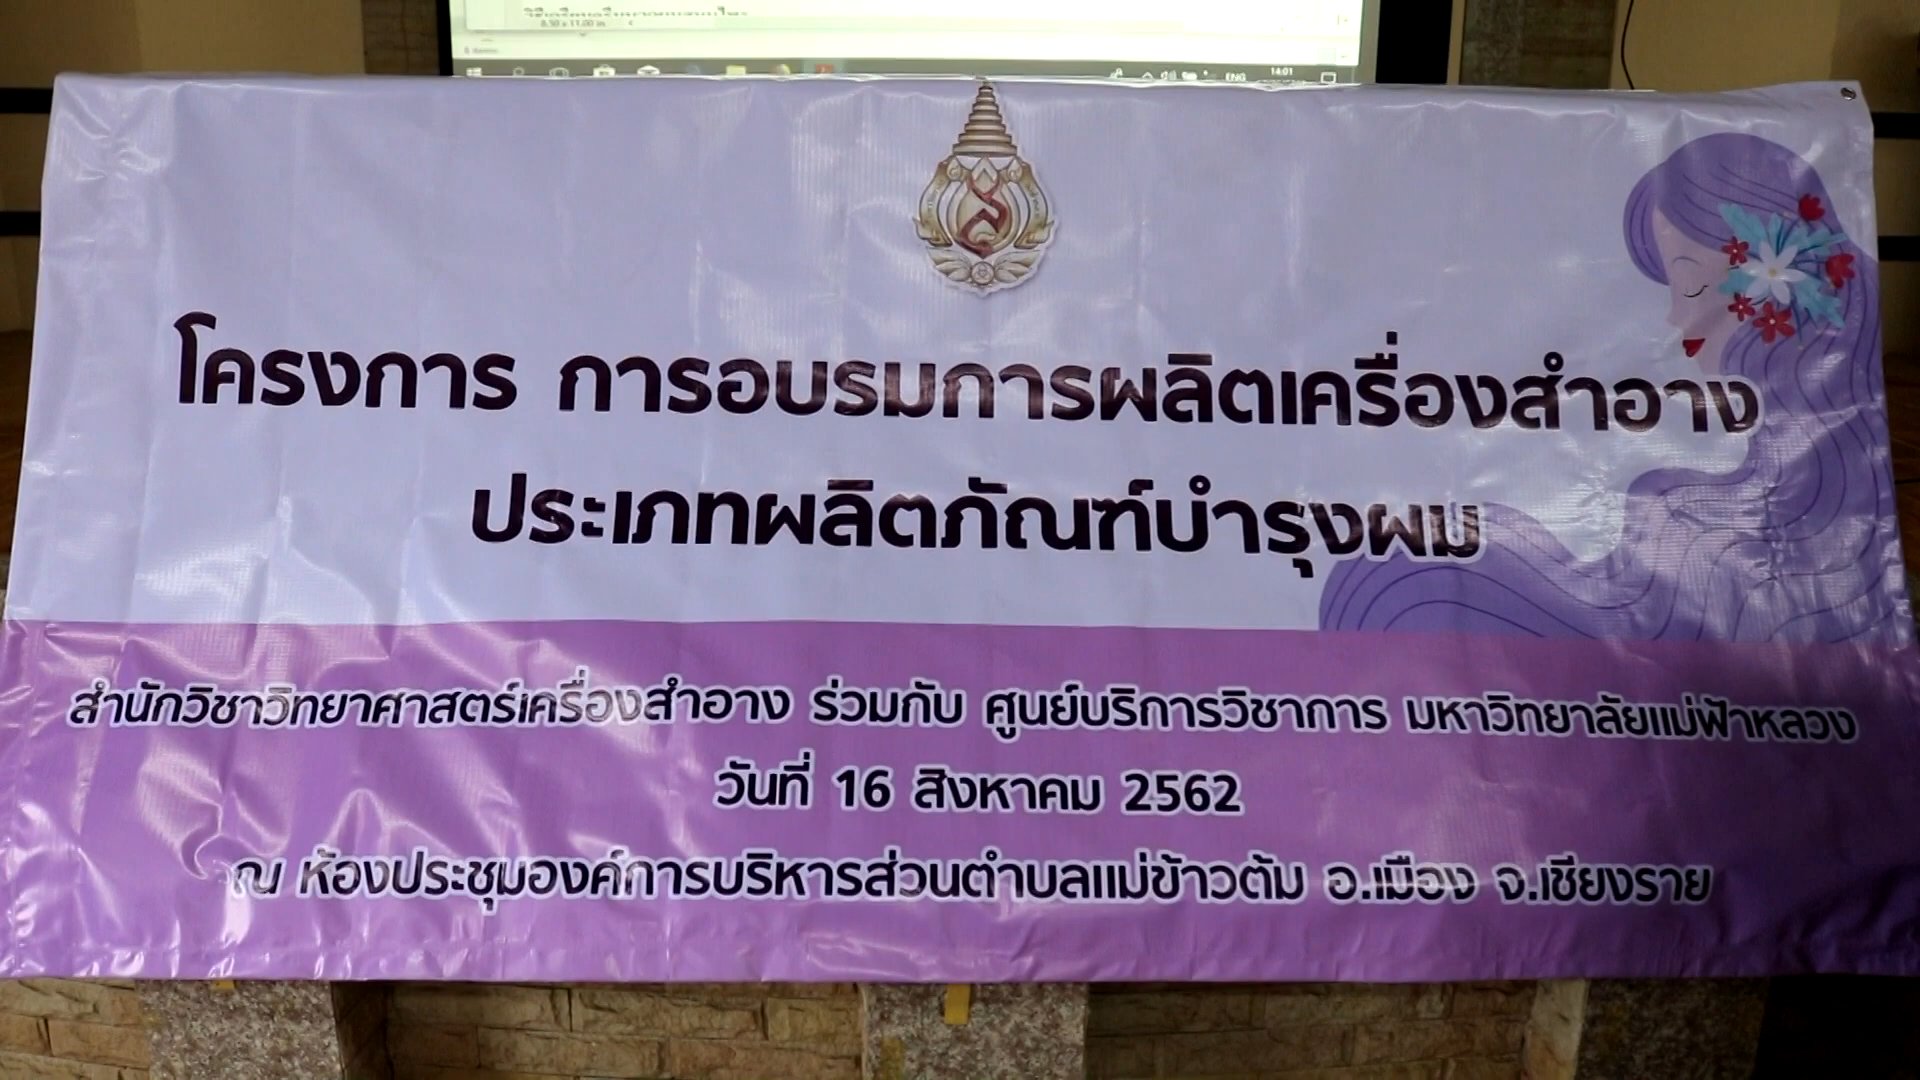 8.50 x 11.00 in
ENG
14:01
โครงการ การอบรมการผลิตเครื่องสำอาง
ประเภทผลิตภัณฑ์บำรุงผม
สำนักวิชาวิทยาศาสตร์เครื่องสำอาง ร่วมกับ ศูนย์บริการวิชาการ มหาวิทยาลัยแม่ฟ้าหลวง
วันที่ 16 สิงหาคม 2562
ณ ห้องประชุมองค์การบริหารส่วนตำบลแม่ข้าวต้ม อ.เมือง จ.เชียงราย